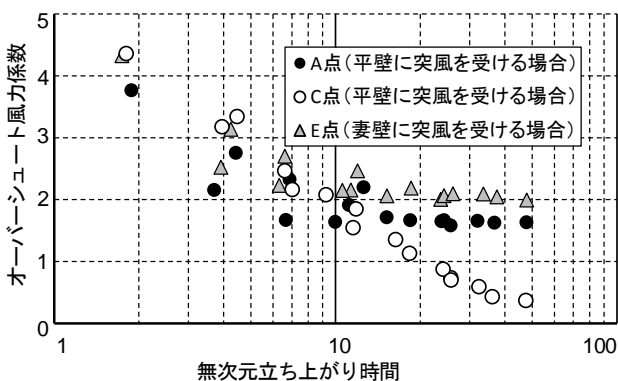 オーバーシュート風力係数
5
4
3
2
1
0
A点(平壁に突風を受ける場合)
C点(平壁に突風を受ける場合)
E点(妻壁に突風を受ける場合)
1 10 100
無次元立ち上がり時間